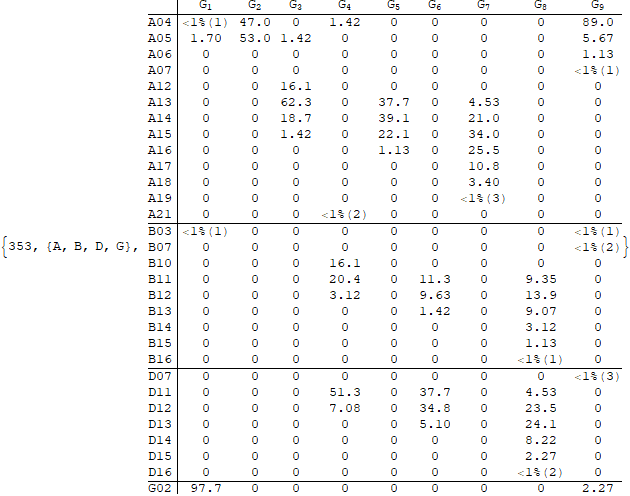 G₁ G₂ G₃ G₄ G₅ G₆ G₇ G₈ G₉
A04 <1%(1) 47.0 0 1.42 0 0 0 0 89.0
A05 1.70 53.0 1.42 0 0 0 0 0 5.67
A06 0 0 0 0 0 0 0 0 1.13
A07 0 0 0 0 0 0 0 0 <1%(1)
A12 0 0 16.1 0 0 0 0 0 0
A13 0 0 62.3 0 37.7 0 4.53 0 0
A14 0 0 18.7 0 39.1 0 21.0 0 0
A15 0 0 1.42 0 22.1 0 34.0 0 0
A16 0 0 0 0 1.13 0 25.5 0 0
A17 0 0 0 0 0 0 10.8 0 0
A18 0 0 0 0 0 0 3.40 0 0
A19 0 0 0 0 0 0 <1%(3) 0 0
A21 0 0 0 <1%(2) 0 0 0 0 0
B03 <1%(1) 0 0 0 0 0 0 0 <1%(1)
{353, {A, B, D, G}, B07 0 0 0 0 0 0 0 0 <1%(2)}
B10 0 0 0 16.1 0 0 0 0 0
B11 0 0 0 20.4 0 11.3 0 9.35 0
B12 0 0 0 3.12 0 9.63 0 13.9 0
B13 0 0 0 0 0 1.42 0 9.07 0
B14 0 0 0 0 0 0 0 3.12 0
B15 0 0 0 0 0 0 0 1.13 0
B16 0 0 0 0 0 0 0 <1%(1) 0
D07 0 0 0 0 0 0 0 0 <1%(3)
D11 0 0 0 51.3 0 37.7 0 4.53 0
D12 0 0 0 7.08 0 34.8 0 23.5 0
D13 0 0 0 0 0 5.10 0 24.1 0
D14 0 0 0 0 0 0 0 8.22 0
D15 0 0 0 0 0 0 0 2.27 0
D16 0 0 0 0 0 0 0 <1%(2) 0
G02 97.7 0 0 0 0 0 0 0 2.27